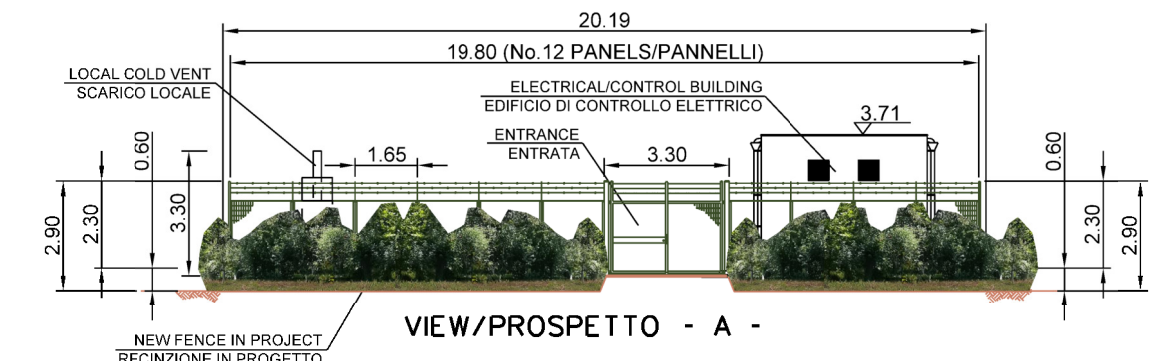 20.19
19.80 (No.12 PANELS/PANNELLI)
LOCAL COLD VENT
SCARICO LOCALE
ELECTRICAL/CONTROL BUILDING
EDIFICIO DI CONTROLLO ELETTRICO
3.71
ENTRANCE
ENTRATA
0.60
1.65
3.30
0.60
2.90
2.30
3.30
2.30
2.90
VIEW/PROSPETTO - A -
NEW FENCE IN PROJECT
RECINZIONE IN PROGETTO